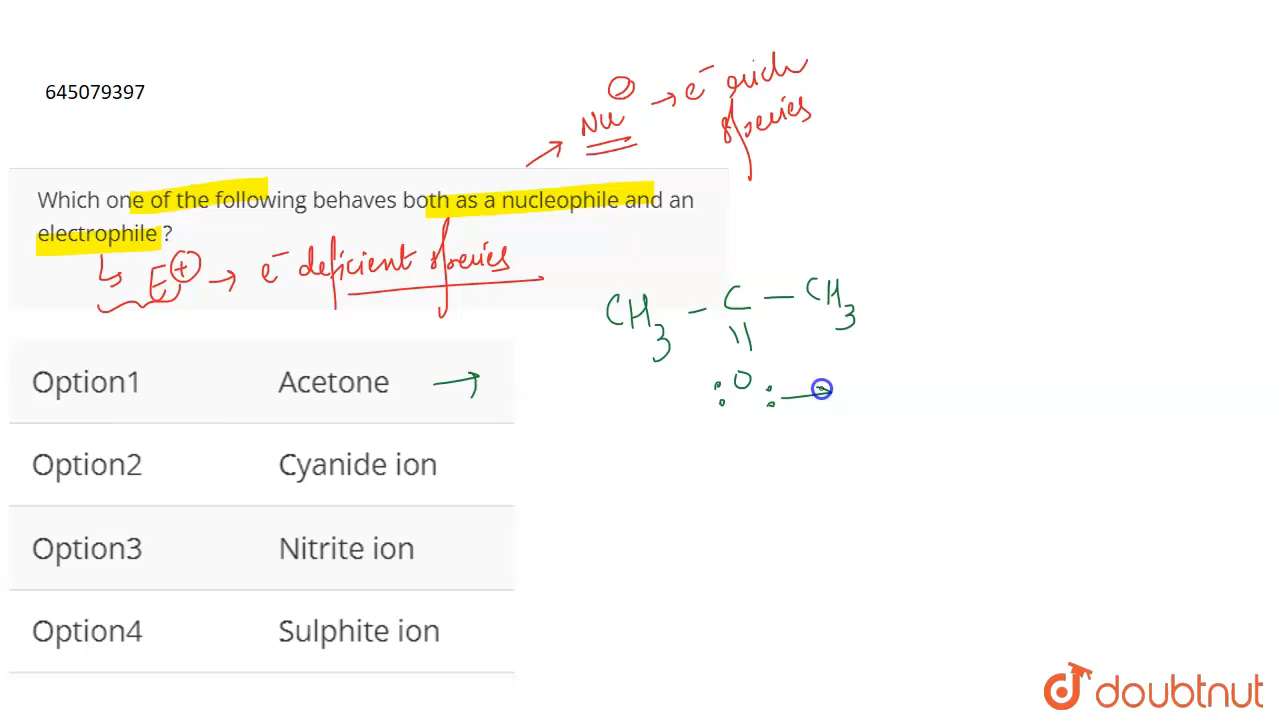 645079397
Nu⊖ → e⁻ rich
species
Which one of the following behaves both as a nucleophile and an
electrophile ?
↳ E⊕ → e⁻ deficient species
CH₃ – C – CH₃
||
:O: →
Option1 Acetone →
Option2 Cyanide ion
Option3 Nitrite ion
Option4 Sulphite ion
doubtnut